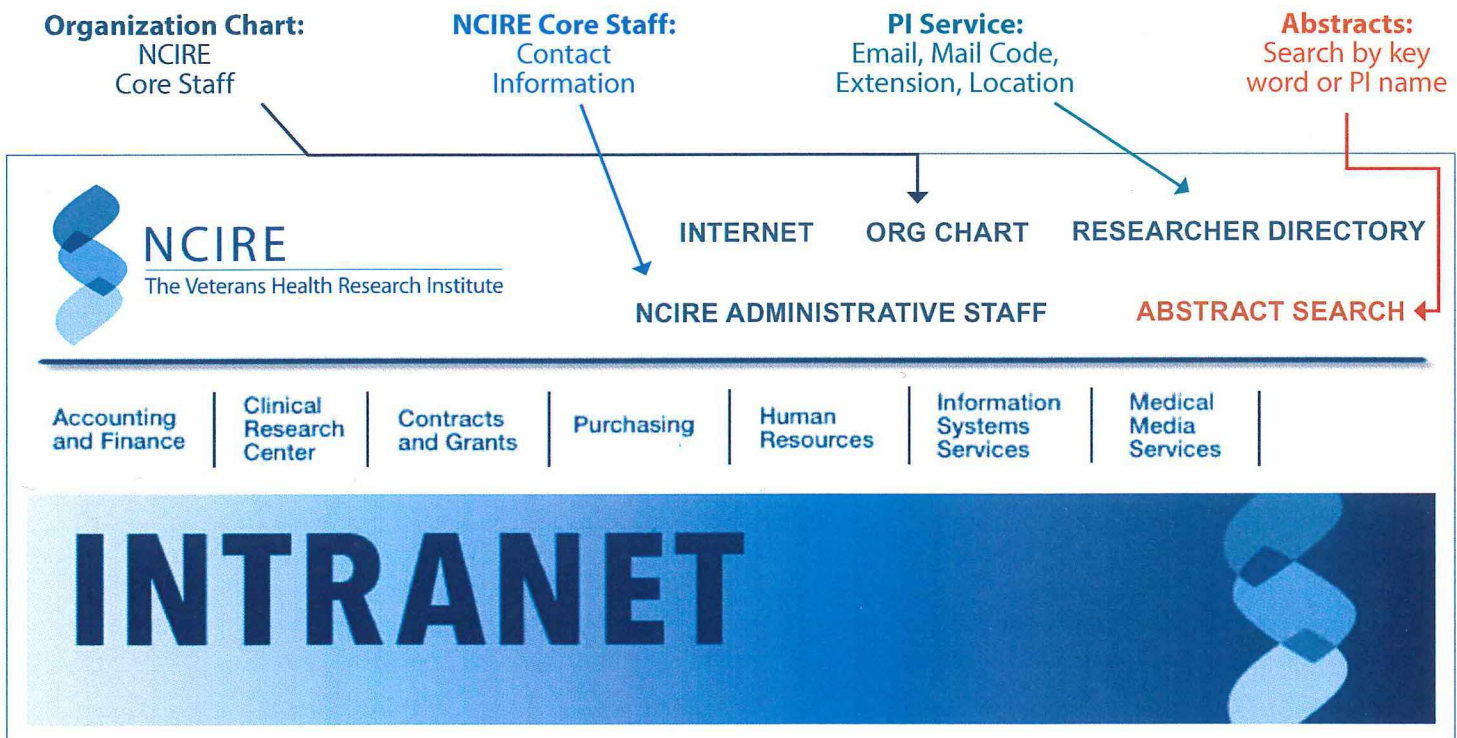 Organization Chart:
NCIRE
Core Staff
NCIRE Core Staff:
Contact
Information
PI Service:
Email, Mail Code,
Extension, Location
Abstracts:
Search by key
word or PI name
NCIRE
The Veterans Health Research Institute
INTERNET
ORG CHART
RESEARCHER DIRECTORY
NCIRE ADMINISTRATIVE STAFF
ABSTRACT SEARCH
Accounting
and Finance
Clinical
Research
Center
Contracts
and Grants
Purchasing
Human
Resources
Information
Systems
Services
Medical
Media
Services
INTRANET